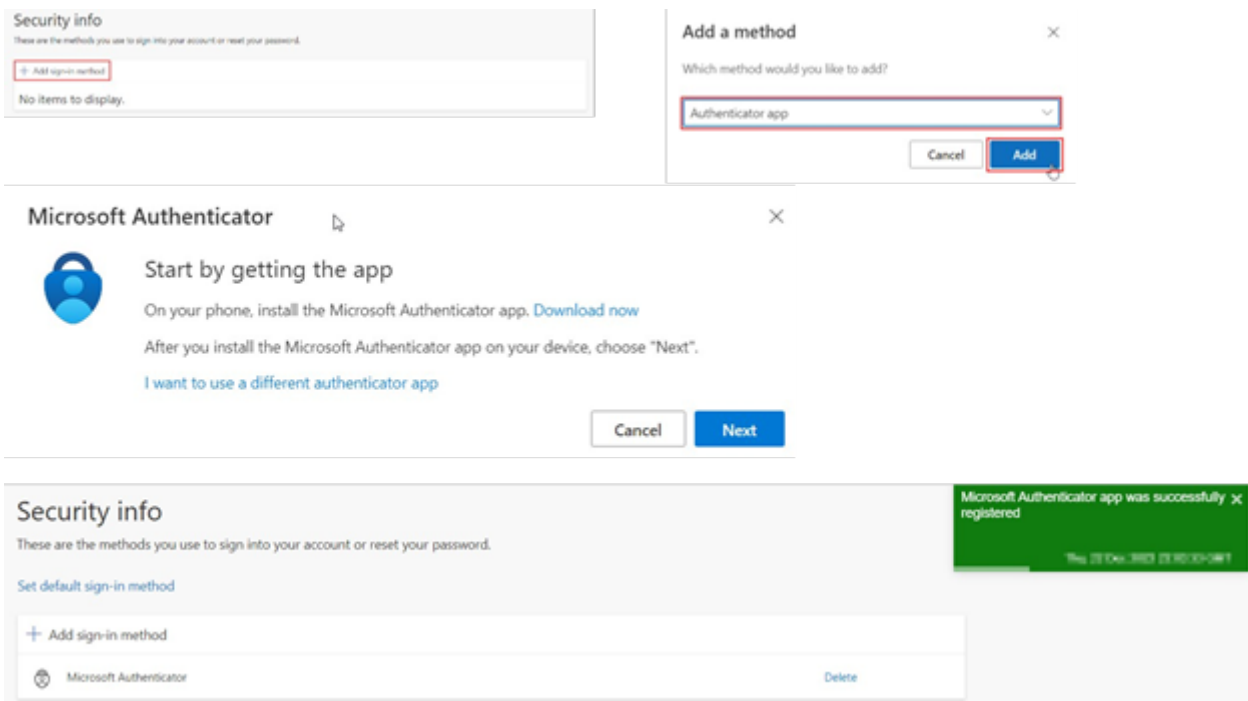 Security info
These are the methods you use to sign into your account or reset your password.
+ Add sign-in method
No items to display.
Add a method
Which method would you like to add?
Authenticator app
Cancel
Add
Microsoft Authenticator
Start by getting the app
On your phone, install the Microsoft Authenticator app. Download now
After you install the Microsoft Authenticator app on your device, choose "Next".
I want to use a different authenticator app
Cancel
Next
Security info
These are the methods you use to sign into your account or reset your password.
Set default sign-in method
+ Add sign-in method
Microsoft Authenticator
Delete
Microsoft Authenticator app was successfully
registered